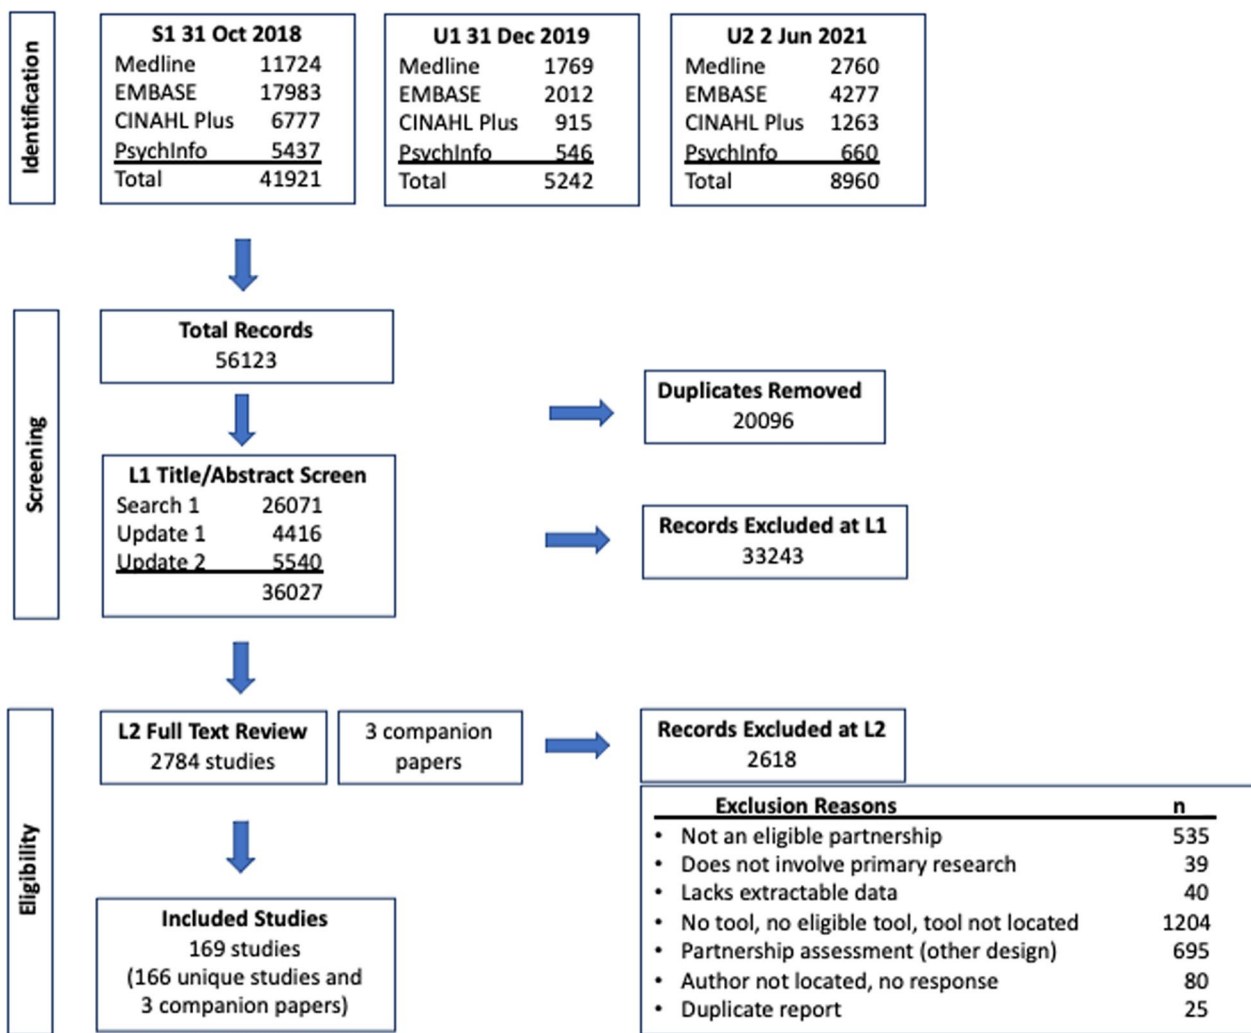 Identification
S1 31 Oct 2018
Medline 11724
EMBASE 17983
CINAHL Plus 6777
PsychInfo 5437
Total 41921
U1 31 Dec 2019
Medline 1769
EMBASE 2012
CINAHL Plus 915
PsychInfo 546
Total 5242
U2 2 Jun 2021
Medline 2760
EMBASE 4277
CINAHL Plus 1263
PsychInfo 660
Total 8960
Screening
Total Records
56123
Duplicates Removed
20096
L1 Title/Abstract Screen
Search 1 26071
Update 1 4416
Update 2 5540
36027
Records Excluded at L1
33243
Eligibility
L2 Full Text Review
2784 studies
3 companion
papers
Records Excluded at L2
2618
Exclusion Reasons n
• Not an eligible partnership 535
• Does not involve primary research 39
• Lacks extractable data 40
• No tool, no eligible tool, tool not located 1204
• Partnership assessment (other design) 695
• Author not located, no response 80
• Duplicate report 25
Included Studies
169 studies
(166 unique studies and
3 companion papers)